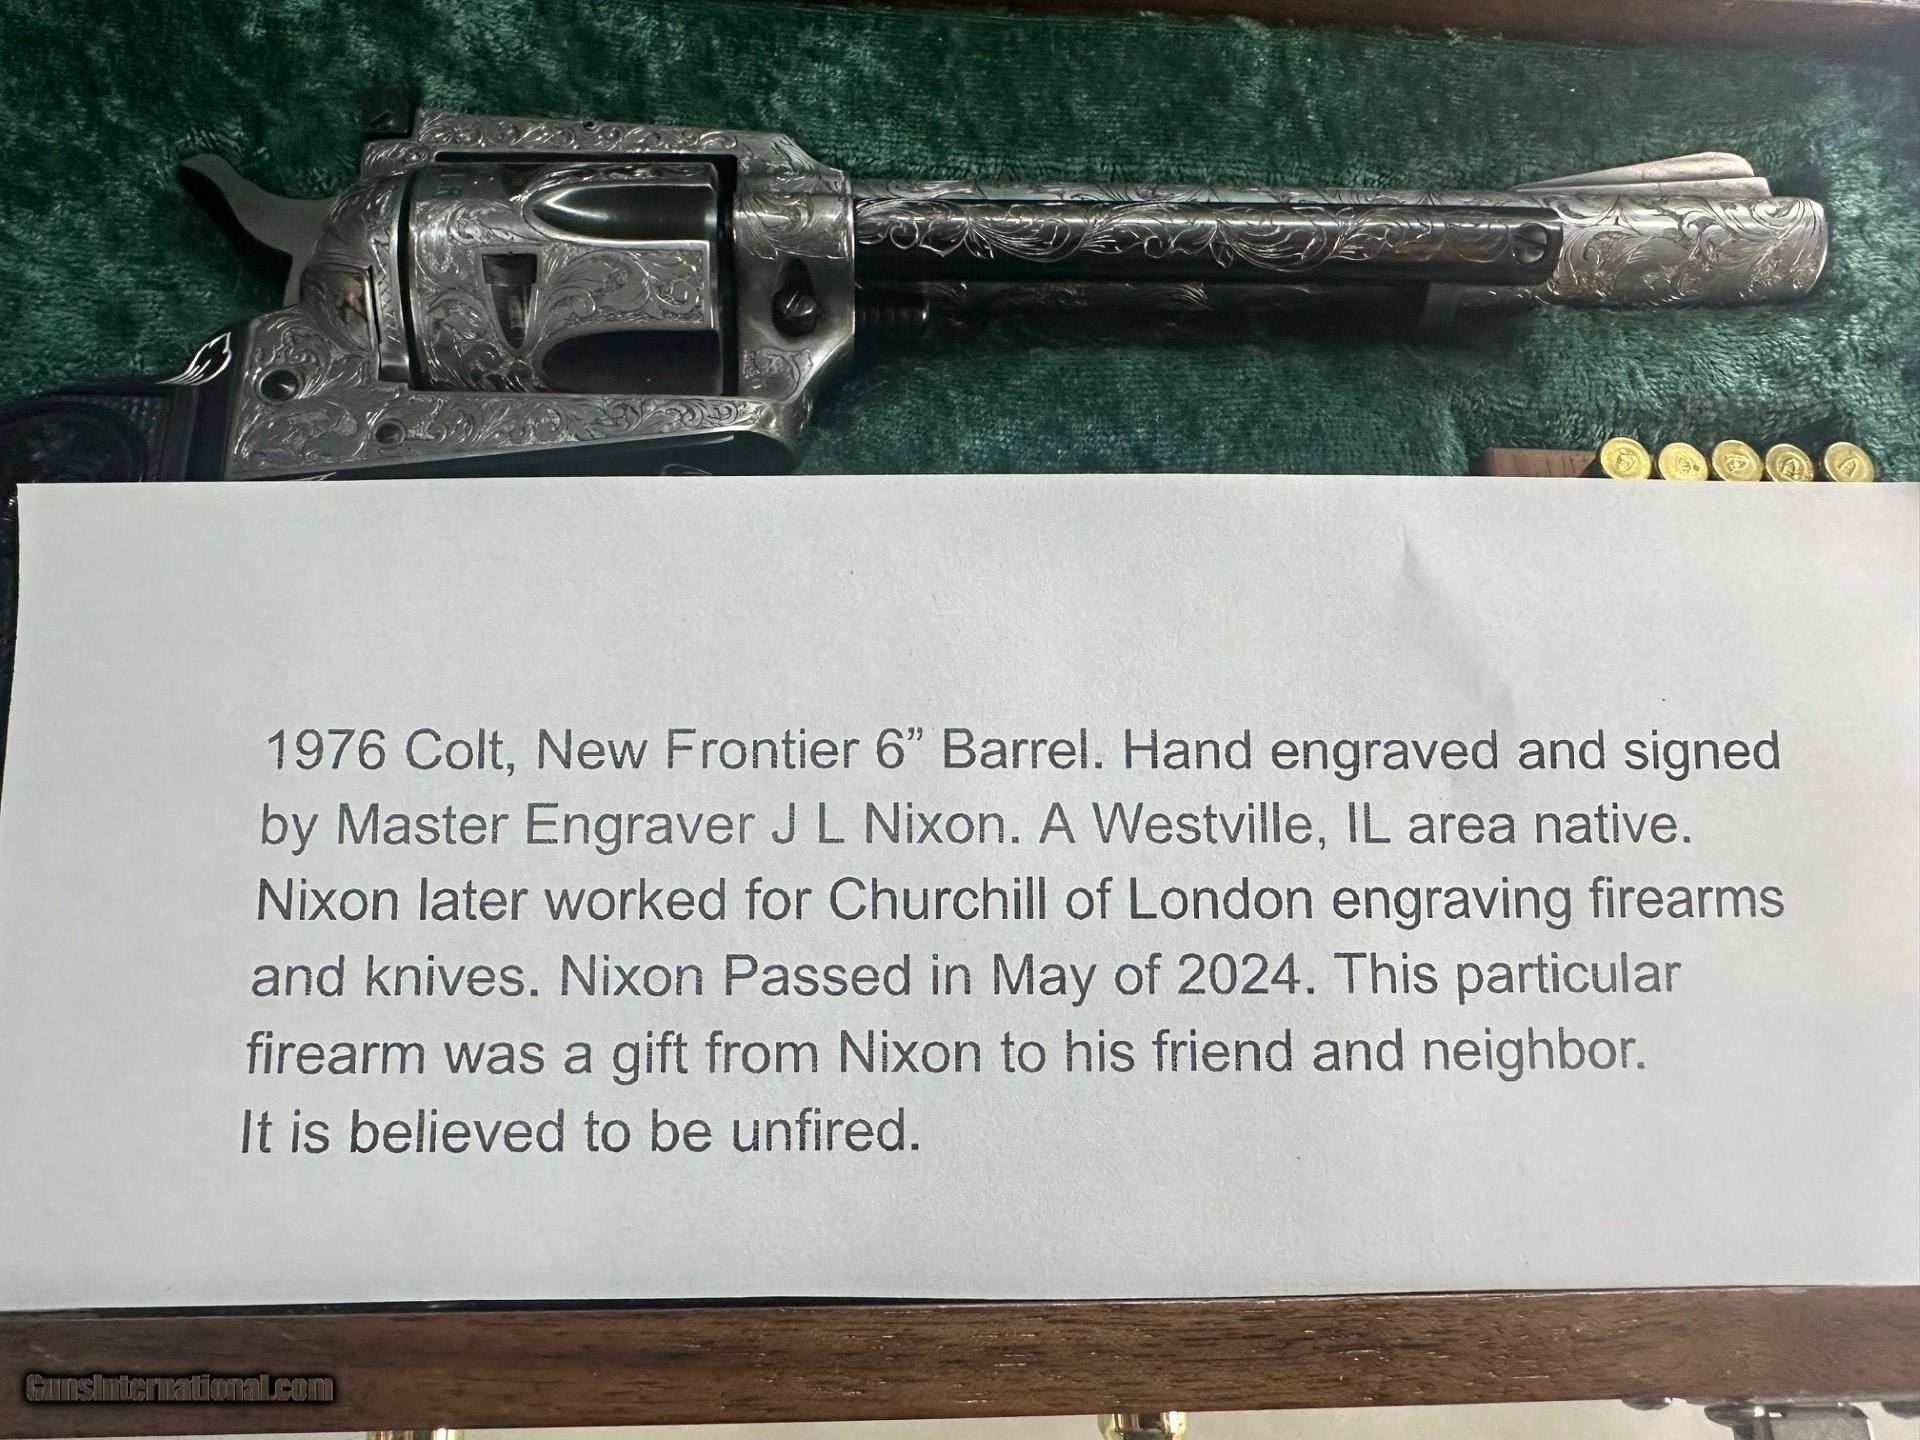 1976 Colt, New Frontier 6” Barrel. Hand engraved and signed
by Master Engraver J L Nixon. A Westville, IL area native.
Nixon later worked for Churchill of London engraving firearms
and knives. Nixon Passed in May of 2024. This particular
firearm was a gift from Nixon to his friend and neighbor.
It is believed to be unfired.
GunsInternational.com